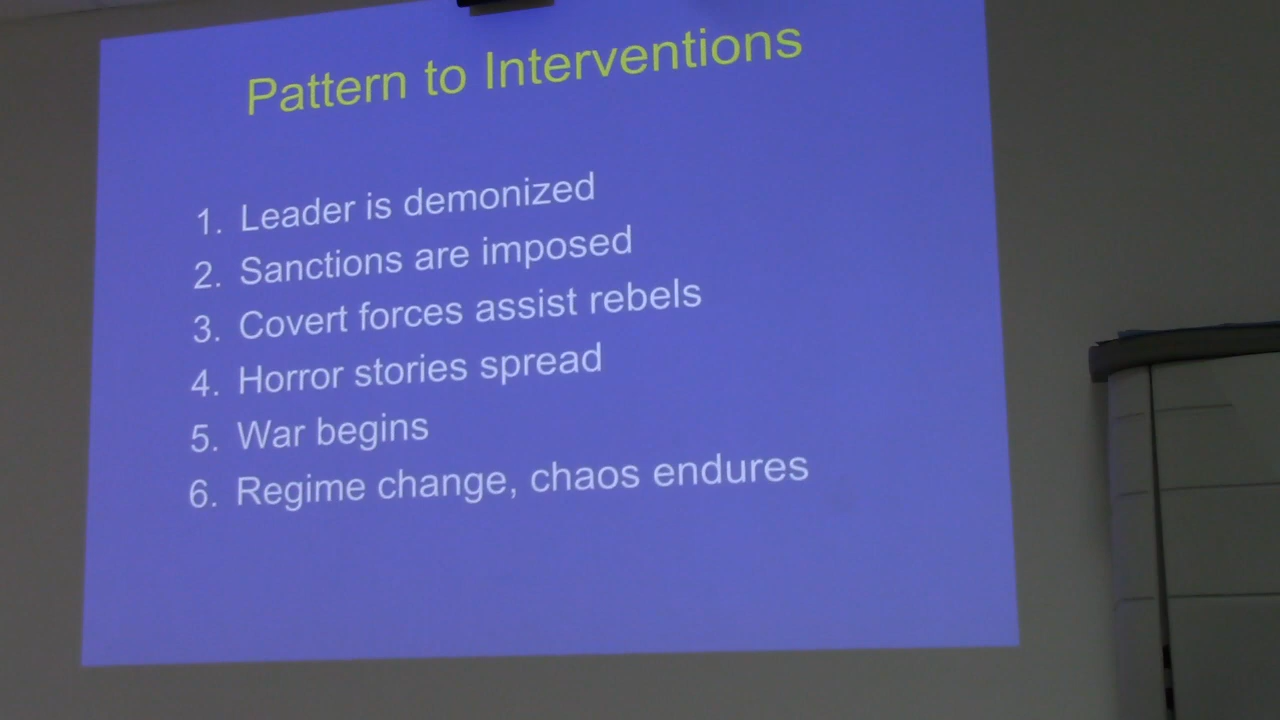 Pattern to Interventions
1. Leader is demonized
2. Sanctions are imposed
3. Covert forces assist rebels
4. Horror stories spread
5. War begins
6. Regime change, chaos endures